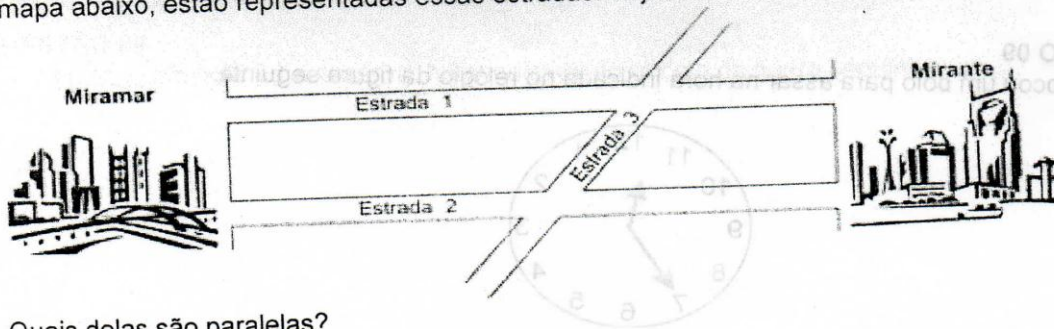 mapa abaixo, estão representadas essas estradas
Miramar
Mirante
Estrada 1
Estrada 3
Estrada 2
Quais delas são paralelas?